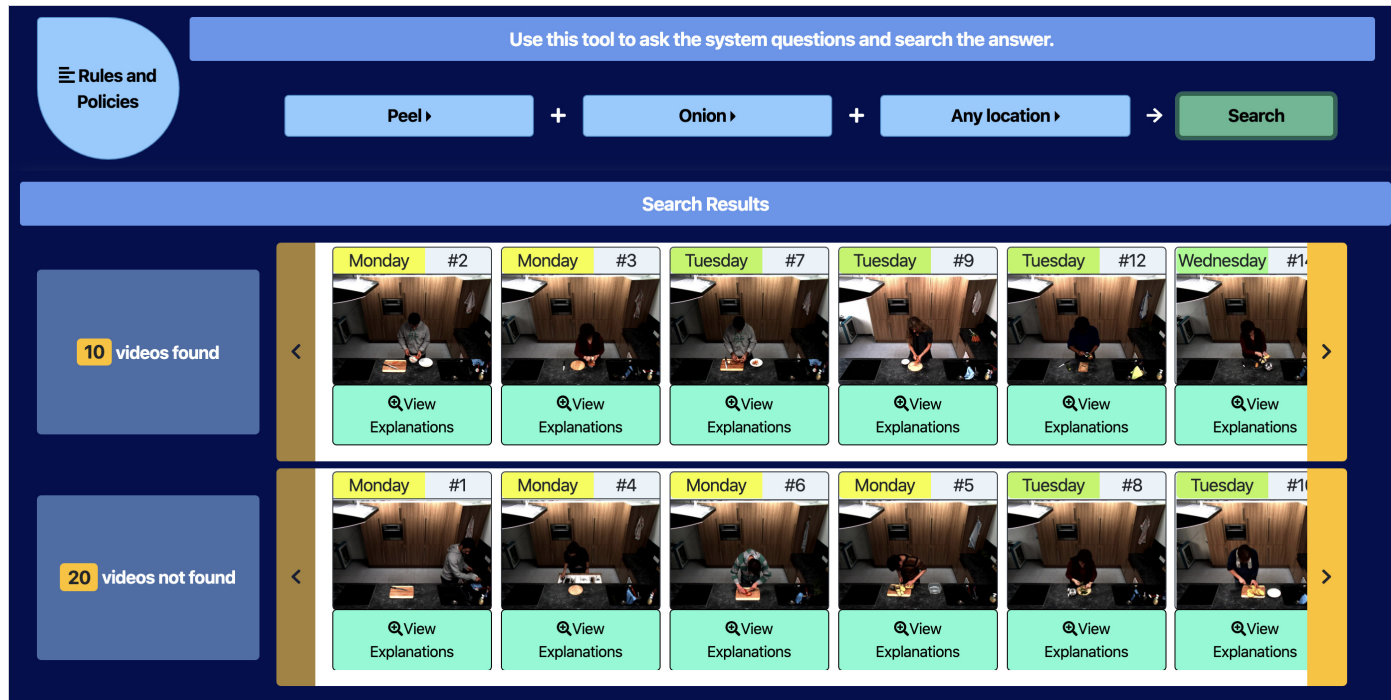 Use this tool to ask the system questions and search the answer.
Rules and
Policies
Peel + Onion + Any location → Search
Search Results
10 videos found
Monday #2 Monday #3 Tuesday #7 Tuesday #9 Tuesday #12 Wednesday
View View View View View View
Explanations Explanations Explanations Explanations Explanations Explanations
20 videos not found
Monday #1 Monday #4 Monday #6 Monday #5 Tuesday #8 Tuesday
View View View View View View
Explanations Explanations Explanations Explanations Explanations Explanations